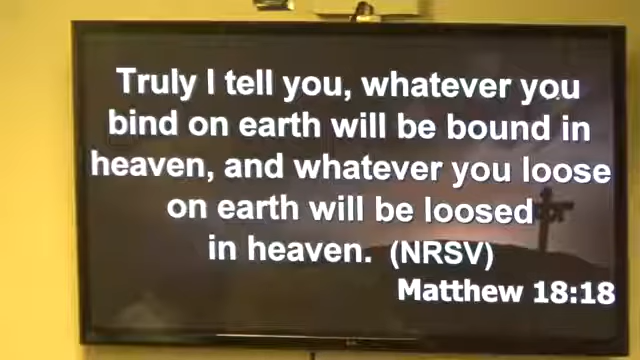 Truly I tell you, whatever you
bind on earth will be bound in
heaven, and whatever you loose
on earth will be loosed
in heaven. (NRSV)
Matthew 18:18